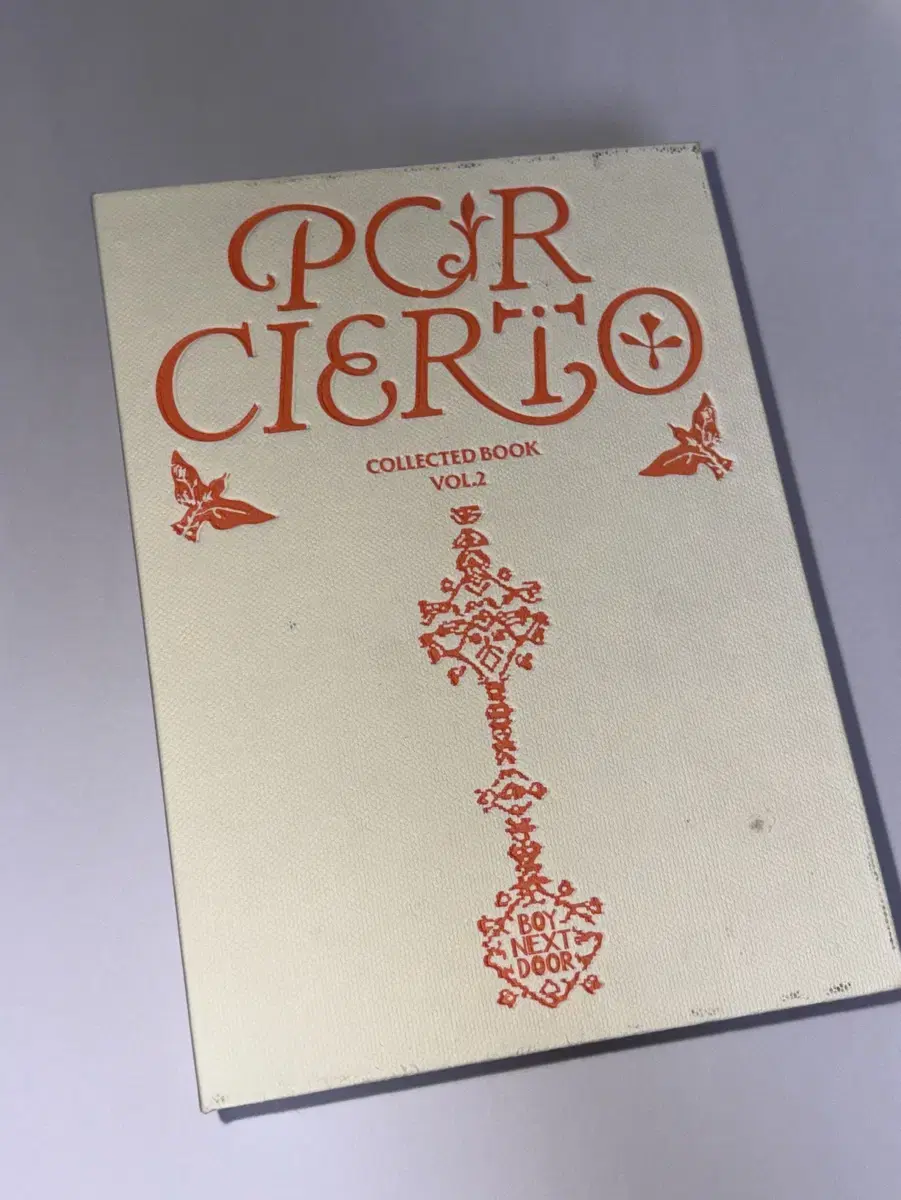 POR
CIERTO
COLLECTED BOOK
VOL.2
BOY
NEXT
DOOR